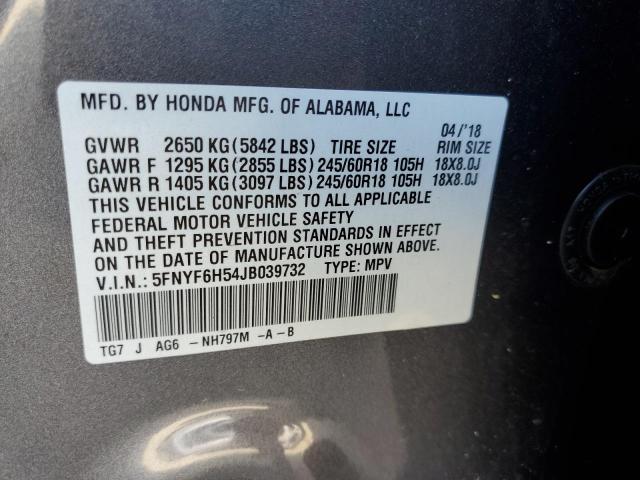 MFD. BY HONDA MFG. OF ALABAMA, LLC
04/'18
GVWR 2650 KG (5842 LBS) TIRE SIZE RIM SIZE
GAWR F 1295 KG (2855 LBS) 245/60R18 105H 18X8.0J
GAWR R 1405 KG (3097 LBS) 245/60R18 105H 18X8.0J
THIS VEHICLE CONFORMS TO ALL APPLICABLE
FEDERAL MOTOR VEHICLE SAFETY
AND THEFT PREVENTION STANDARDS IN EFFECT
ON THE DATE OF MANUFACTURE SHOWN ABOVE.
V.I.N.: 5FNYF6H54JB039732 TYPE: MPV
TG7 J AG6 -NH797M -A-B